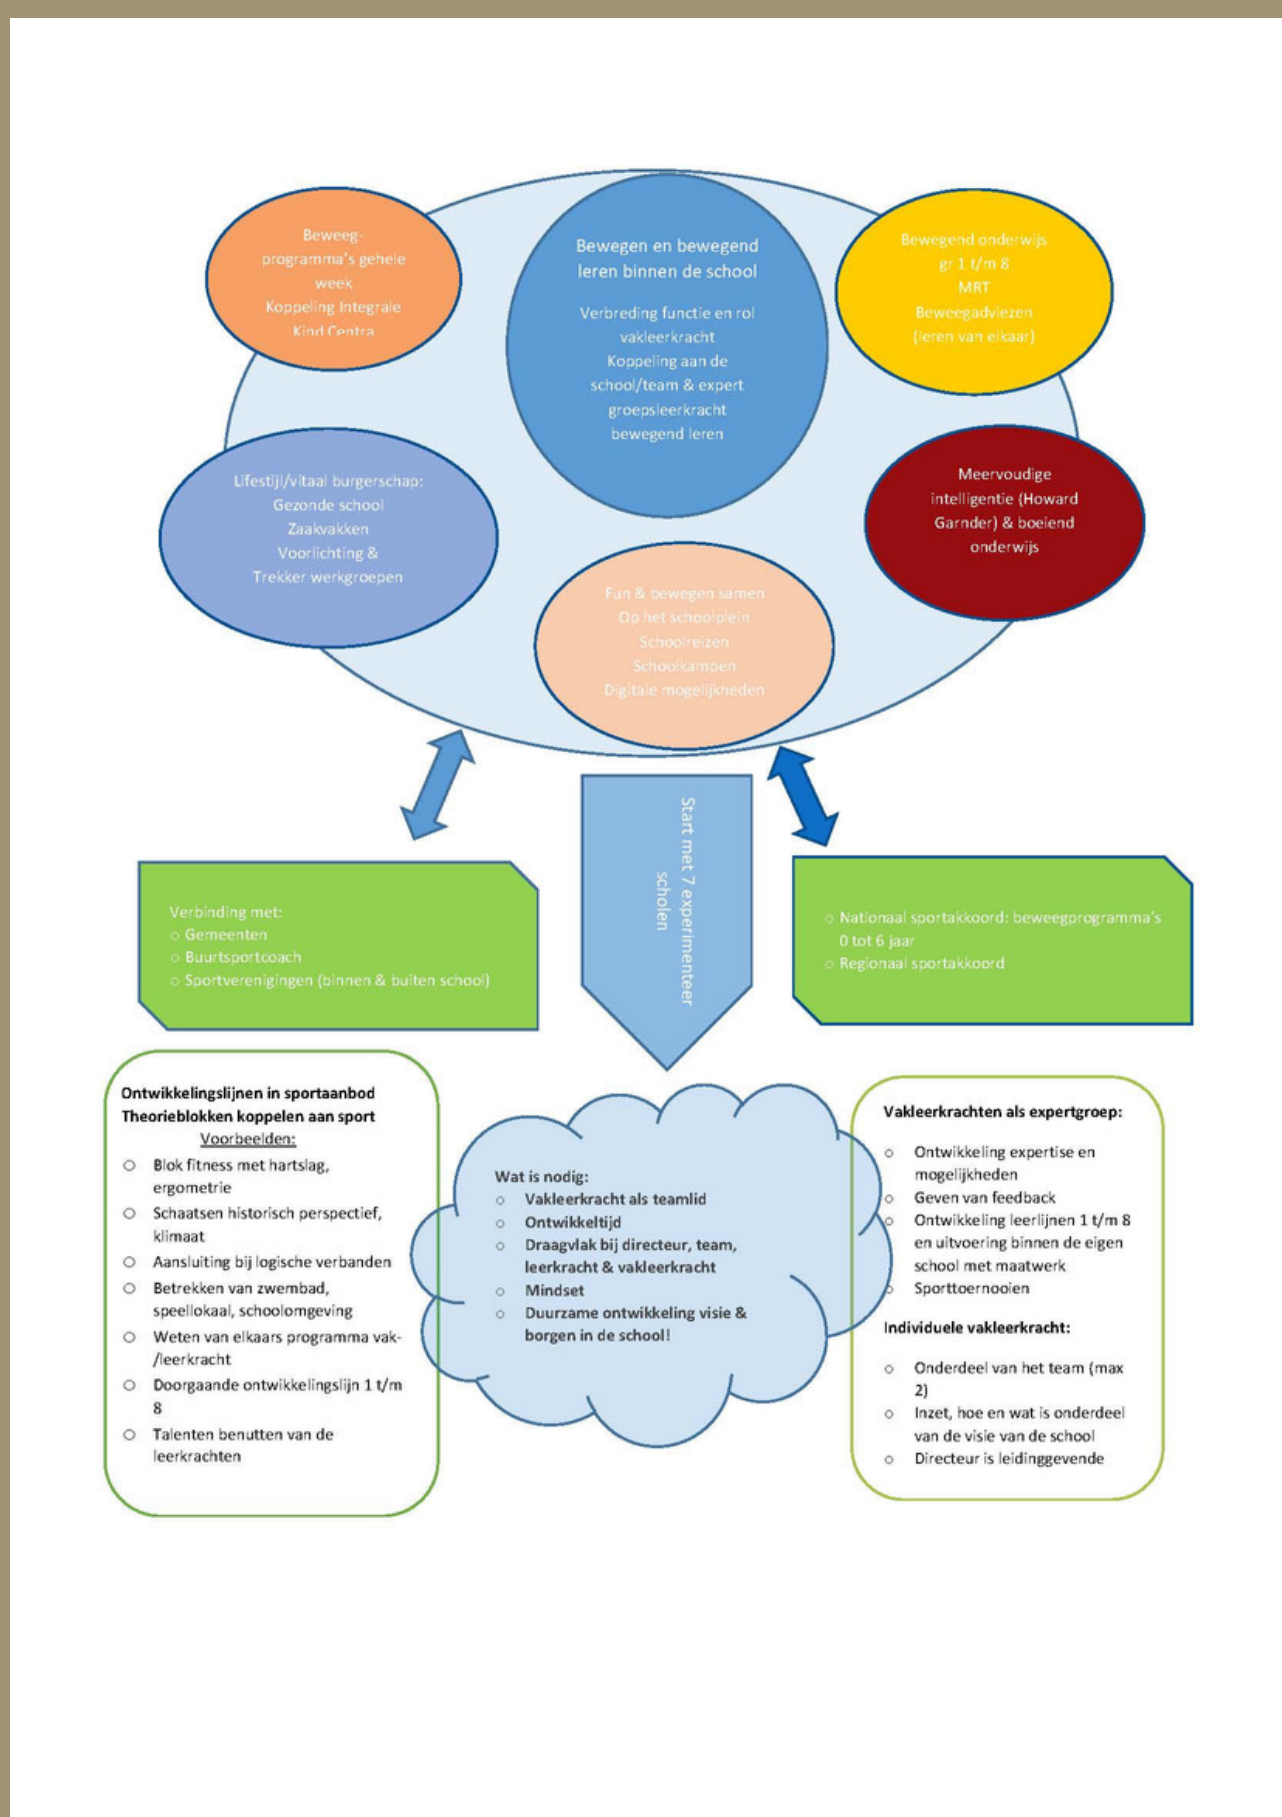 Beweeg-
programma's gehele
week
Koppeling Integrale
Kind Centra
Bewegen en bewegend
leren binnen de school
Verbreding functie en rol
vakleerkracht
Koppeling aan de
school/team & expert
groepsleerkracht
bewegend leren
Bewegend onderwijs
gr 1 t/m 8
MRT
Beweegadviezen
(leren van elkaar)
Lifestijl/vitaal burgerschap:
Gezonde school
Zaakvakken
Voorlichting &
Trekker werkgroepen
Meervoudige
intelligentie (Howard
Garnder) & boeiend
onderwijs
Fun & bewegen samen
Op het schoolplein
Schoolreizen
Schoolkampen
Digitale mogelijkheden
Start met 7 experimenteer
scholen
Verbinding met:
○ Gemeenten
○ Buurtsportcoach
○ Sportverenigingen (binnen & buiten school)
○ Nationaal sportakkoord: beweegprogramma's
0 tot 6 jaar
○ Regionaal sportakkoord
Ontwikkelingslijnen in sportaanbod
Theorieblokken koppelen aan sport
Voorbeelden:
○ Blok fitness met hartslag,
ergometrie
○ Schaatsen historisch perspectief,
klimaat
○ Aansluiting bij logische verbanden
○ Betrekken van zwembad,
speellokaal, schoolomgeving
○ Weten van elkaars programma vak-
/leerkracht
○ Doorgaande ontwikkelingslijn 1 t/m
8
○ Talenten benutten van de
leerkrachten
Wat is nodig:
○ Vakleerkracht als teamlid
○ Ontwikkeltijd
○ Draagvlak bij directeur, team,
leerkracht & vakleerkracht
○ Mindset
○ Duurzame ontwikkeling visie &
borgen in de school!
Vakleerkrachten als expertgroep:
○ Ontwikkeling expertise en
mogelijkheden
○ Geven van feedback
○ Ontwikkeling leerlijnen 1 t/m 8
en uitvoering binnen de eigen
school met maatwerk
○ Sporttoernooien
Individuele vakleerkracht:
○ Onderdeel van het team (max
2)
○ Inzet, hoe en wat is onderdeel
van de visie van de school
○ Directeur is leidinggevende